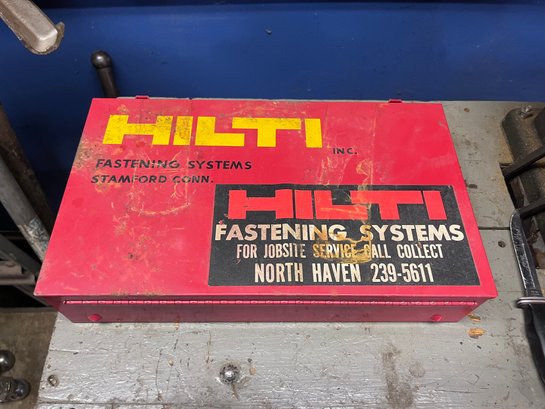 HILTI INC.
FASTENING SYSTEMS
STAMFORD CONN.
HILTI
FASTENING SYSTEMS
FOR JOBSITE SERVICE CALL COLLECT
NORTH HAVEN 239-5611